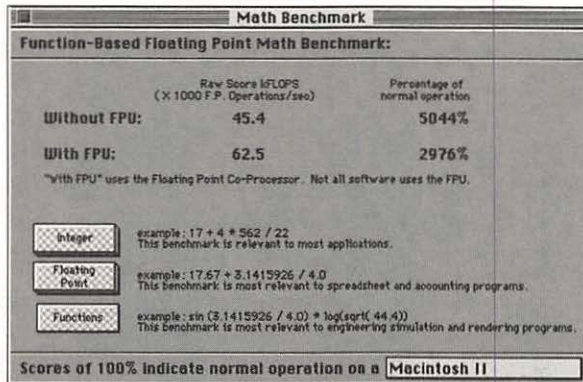 Math Benchmark
Function-Based Floating Point Math Benchmark:
Raw Score kFLOPS
(X 1000 F.P. Operations/sec)
Percentage of
normal operation
Without FPU: 45.4 5044%
With FPU: 62.5 2976%
"With FPU" uses the Floating Point Co-Processor. Not all software uses the FPU.
Integer
example: 17 + 4 * 562 / 22
This benchmark is relevant to most applications.
Floating
Point
example: 17.67 + 3.1415926 / 4.0
This benchmark is most relevant to spreadsheet and accounting programs.
Functions
example: sin (3.1415926 / 4.0) * log(sqrt( 44.4))
This benchmark is most relevant to engineering simulation and rendering programs.
Scores of 100% indicate normal operation on a Macintosh II